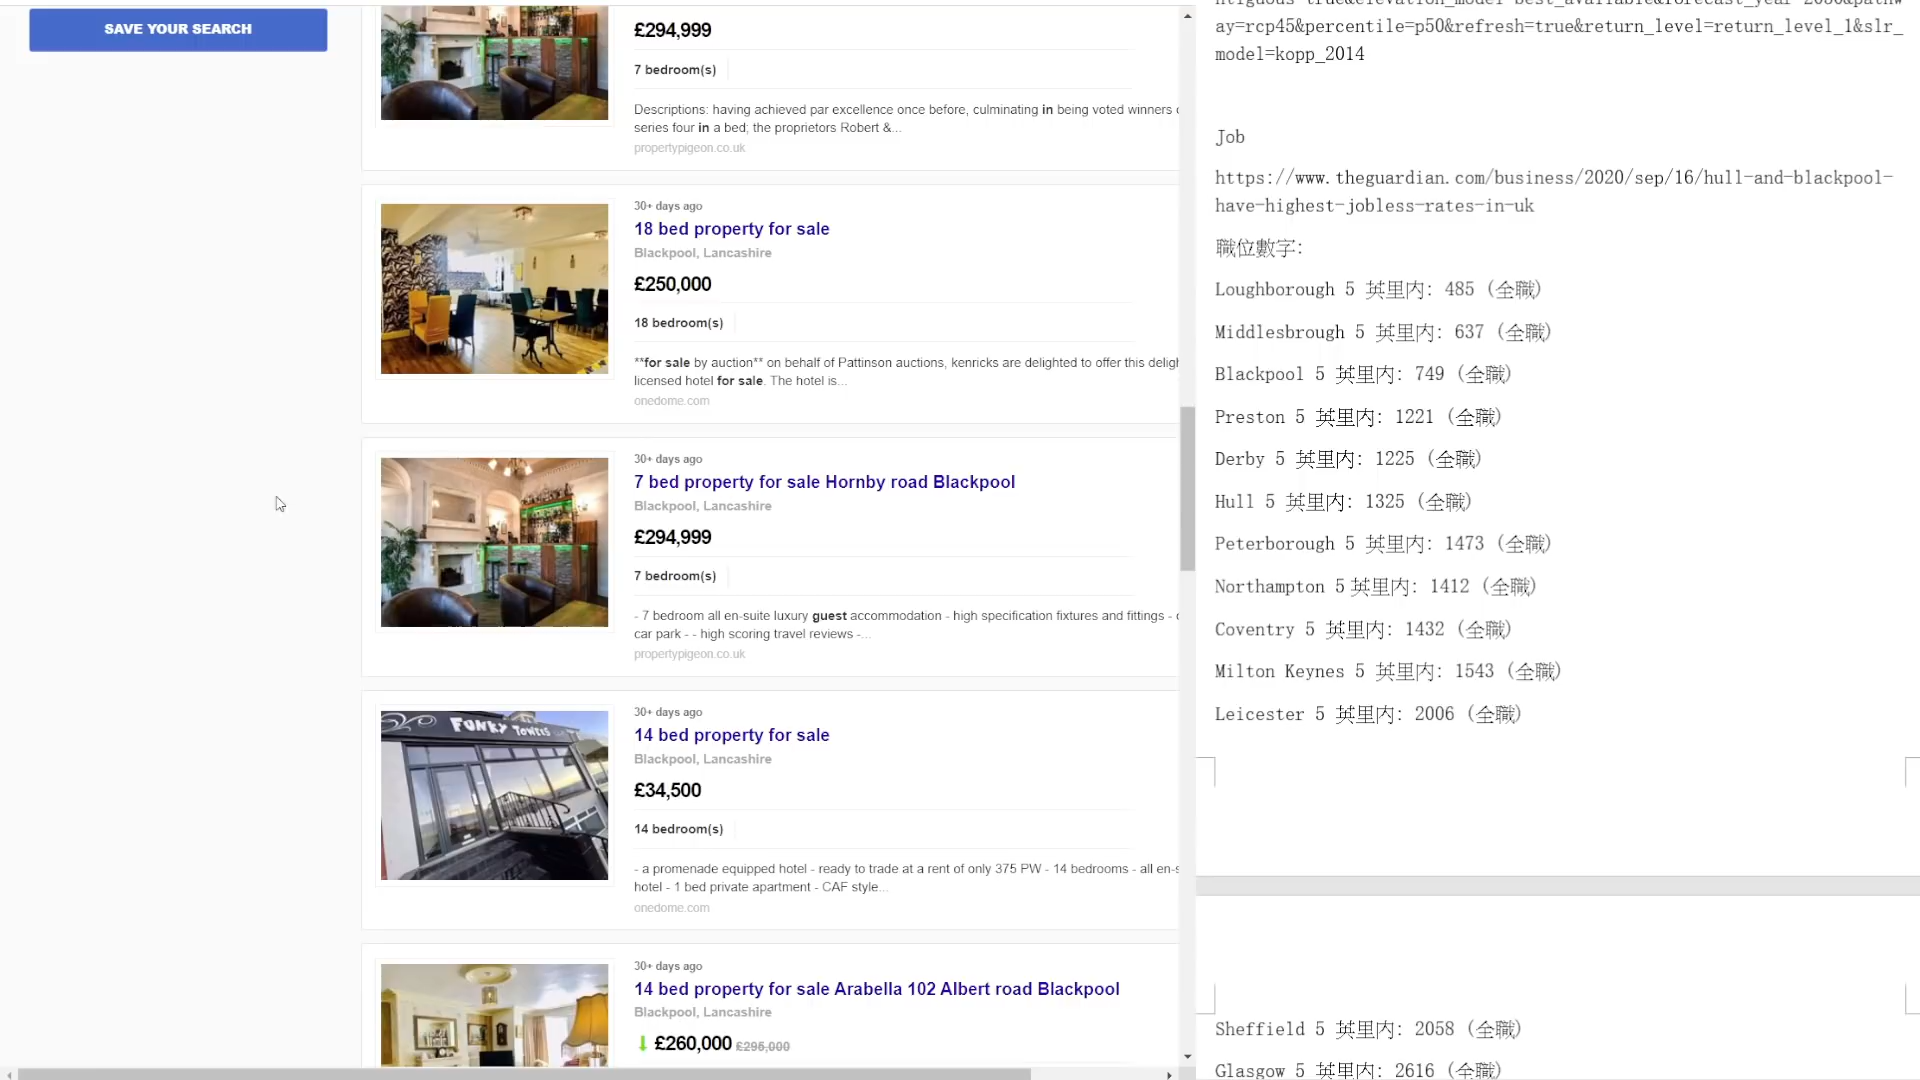 SAVE YOUR SEARCH
£294,999
7 bedroom(s)
Descriptions: having achieved par excellence once before, culminating in being voted winners
series four in a bed; the proprietors Robert &...
propertypigeon.co.uk
30+ days ago
18 bed property for sale
Blackpool, Lancashire
£250,000
18 bedroom(s)
**for sale by auction** on behalf of Pattinson auctions, kenricks are delighted to offer this
licensed hotel for sale. The hotel is...
onedome.com
30+ days ago
7 bed property for sale Hornby road Blackpool
Blackpool, Lancashire
£294,999
7 bedroom(s)
- 7 bedroom all en-suite luxury guest accommodation - high specification fixtures and fittings -
car park - - high scoring travel reviews -...
propertypigeon.co.uk
30+ days ago
14 bed property for sale
Blackpool, Lancashire
£34,500
14 bedroom(s)
- a promenade equipped hotel - ready to trade at a rent of only 375 PW - 14 bedrooms - all
hotel - 1 bed private apartment - CAF style...
onedome.com
30+ days ago
14 bed property for sale Arabella 102 Albert road Blackpool
Blackpool, Lancashire
£260,000 £295,000
FUNKY TOWERS
ay=rcp45&percentile=p50&refresh=true&return_level=return_level_1&slr_
model=kopp_2014
Job
https://www.theguardian.com/business/2020/sep/16/hull-and-blackpool-
have-highest-jobless-rates-in-uk
職位數字:
Loughborough 5 英里内: 485 (全職)
Middlesbrough 5 英里内: 637 (全職)
Blackpool 5 英里内: 749 (全職)
Preston 5 英里内: 1221 (全職)
Derby 5 英里内: 1225 (全職)
Hull 5 英里内: 1325 (全職)
Peterborough 5 英里内: 1473 (全職)
Northampton 5英里内: 1412 (全職)
Coventry 5 英里内: 1432 (全職)
Milton Keynes 5 英里内: 1543 (全職)
Leicester 5 英里内: 2006 (全職)
Sheffield 5 英里内: 2058 (全職)
Glasgow 5 英里内: 2616 (全職)